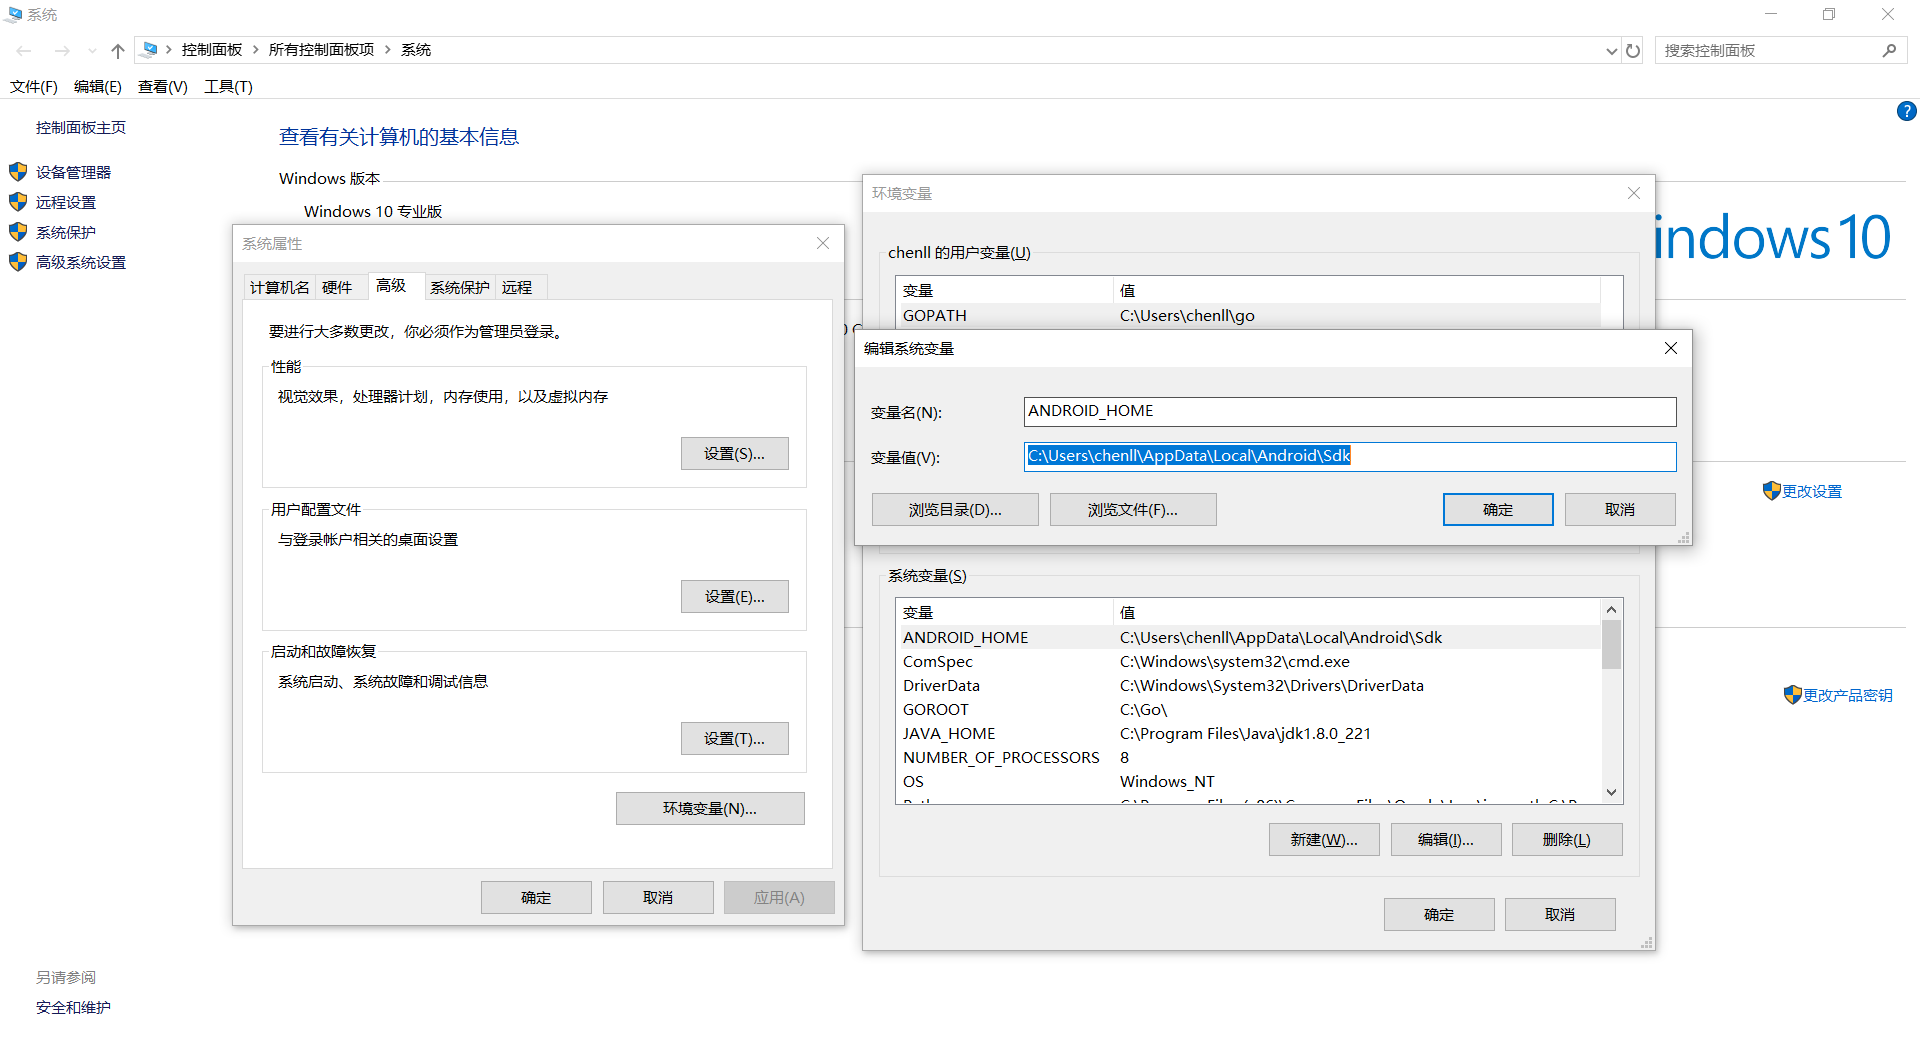 系统
控制面板
所有控制面板项
系统
搜索控制面板
文件(F) 编辑(E) 查看(V) 工具(T)
控制面板主页
设备管理器
远程设置
系统保护
高级系统设置
另请参阅
安全和维护
查看有关计算机的基本信息
Windows 版本
Windows 10 专业版
indows 10
更改设置
更改产品密钥
系统属性
计算机名 硬件 高级 系统保护 远程
要进行大多数更改，你必须作为管理员登录。
性能
视觉效果，处理器计划，内存使用，以及虚拟内存
设置(S)...
用户配置文件
与登录帐户相关的桌面设置
设置(E)...
启动和故障恢复
系统启动、系统故障和调试信息
设置(T)...
环境变量(N)...
确定 取消 应用(A)
环境变量
chenll 的用户变量(U)
变量 值
GOPATH C:\Users\chenll\go
编辑系统变量
变量名(N): ANDROID_HOME
变量值(V): C:\Users\chenll\AppData\Local\Android\Sdk
浏览目录(D)... 浏览文件(F)... 确定 取消
系统变量(S)
变量 值
ANDROID_HOME C:\Users\chenll\AppData\Local\Android\Sdk
ComSpec C:\Windows\system32\cmd.exe
DriverData C:\Windows\System32\Drivers\DriverData
GOROOT C:\Go\
JAVA_HOME C:\Program Files\Java\jdk1.8.0_221
NUMBER_OF_PROCESSORS 8
OS Windows_NT
新建(W)... 编辑(I)... 删除(L)
确定 取消